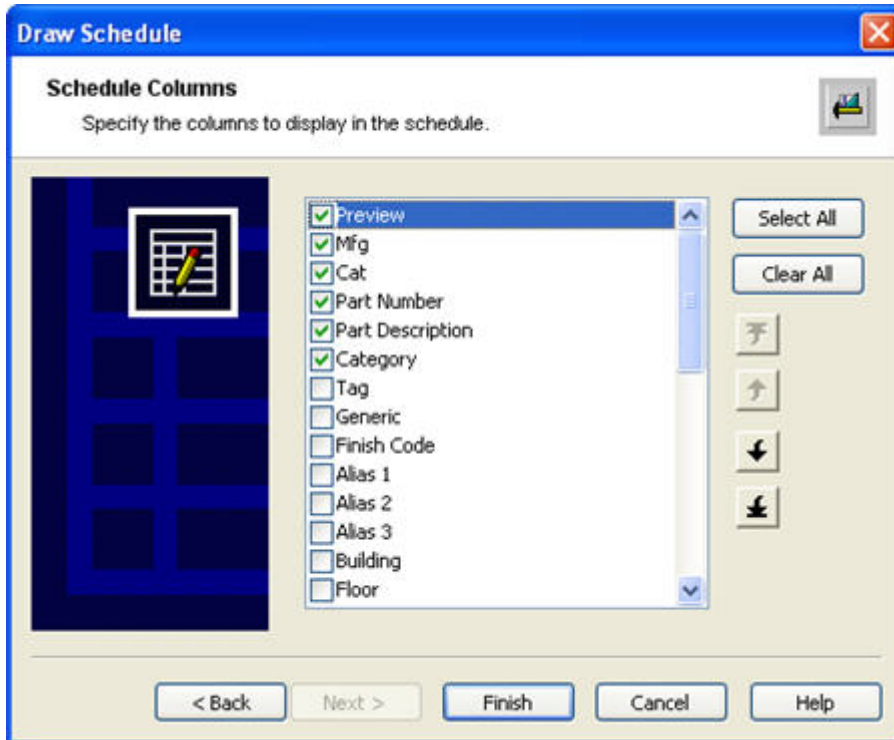 Draw Schedule
Schedule Columns
Specify the columns to display in the schedule.
Preview
Mfg
Cat
Part Number
Part Description
Category
Tag
Generic
Finish Code
Alias 1
Alias 2
Alias 3
Building
Floor
Select All
Clear All
< Back
Next >
Finish
Cancel
Help